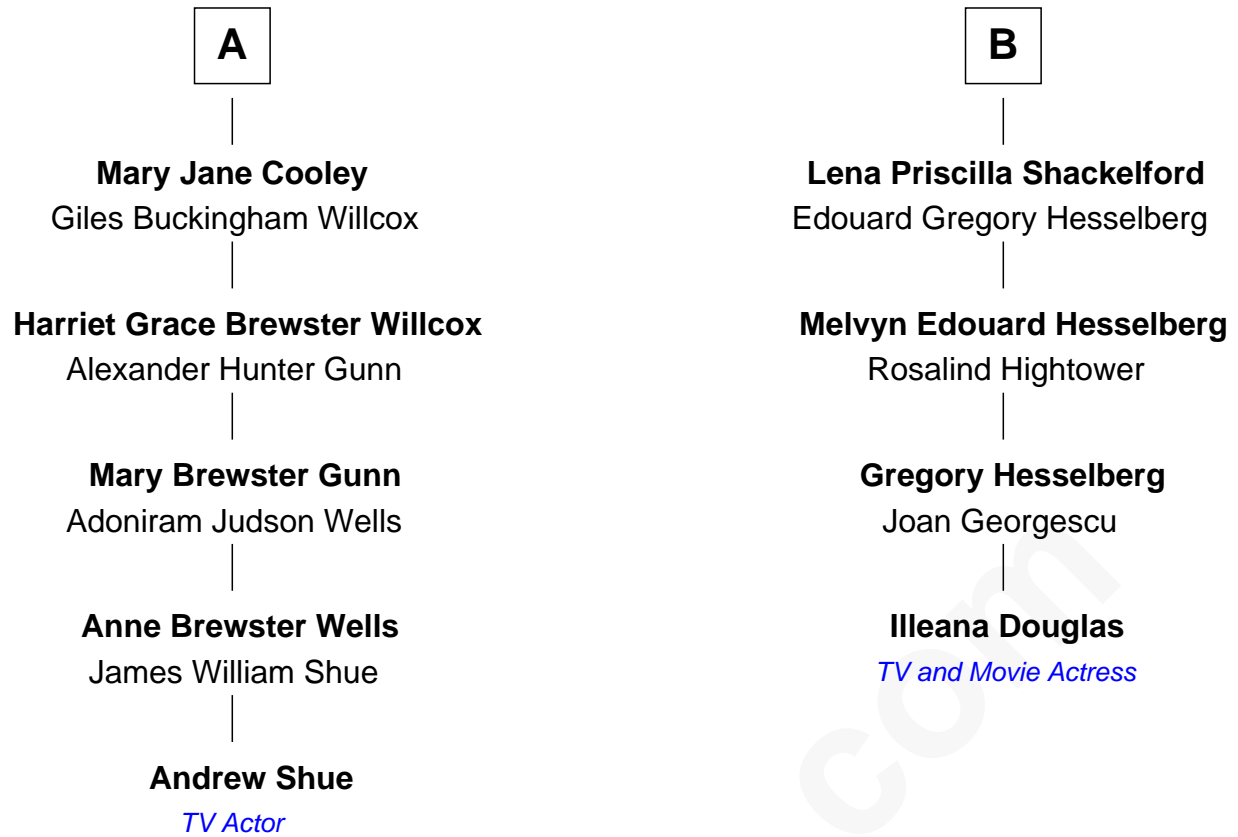 A
Mary Jane Cooley
Giles Buckingham Willcox
Harriet Grace Brewster Willcox
Alexander Hunter Gunn
Mary Brewster Gunn
Adoniram Judson Wells
Anne Brewster Wells
James William Shue
Andrew Shue
TV Actor
B
Lena Priscilla Shackelford
Edouard Gregory Hesselberg
Melvyn Edouard Hesselberg
Rosalind Hightower
Gregory Hesselberg
Joan Georgescu
Illeana Douglas
TV and Movie Actress
com